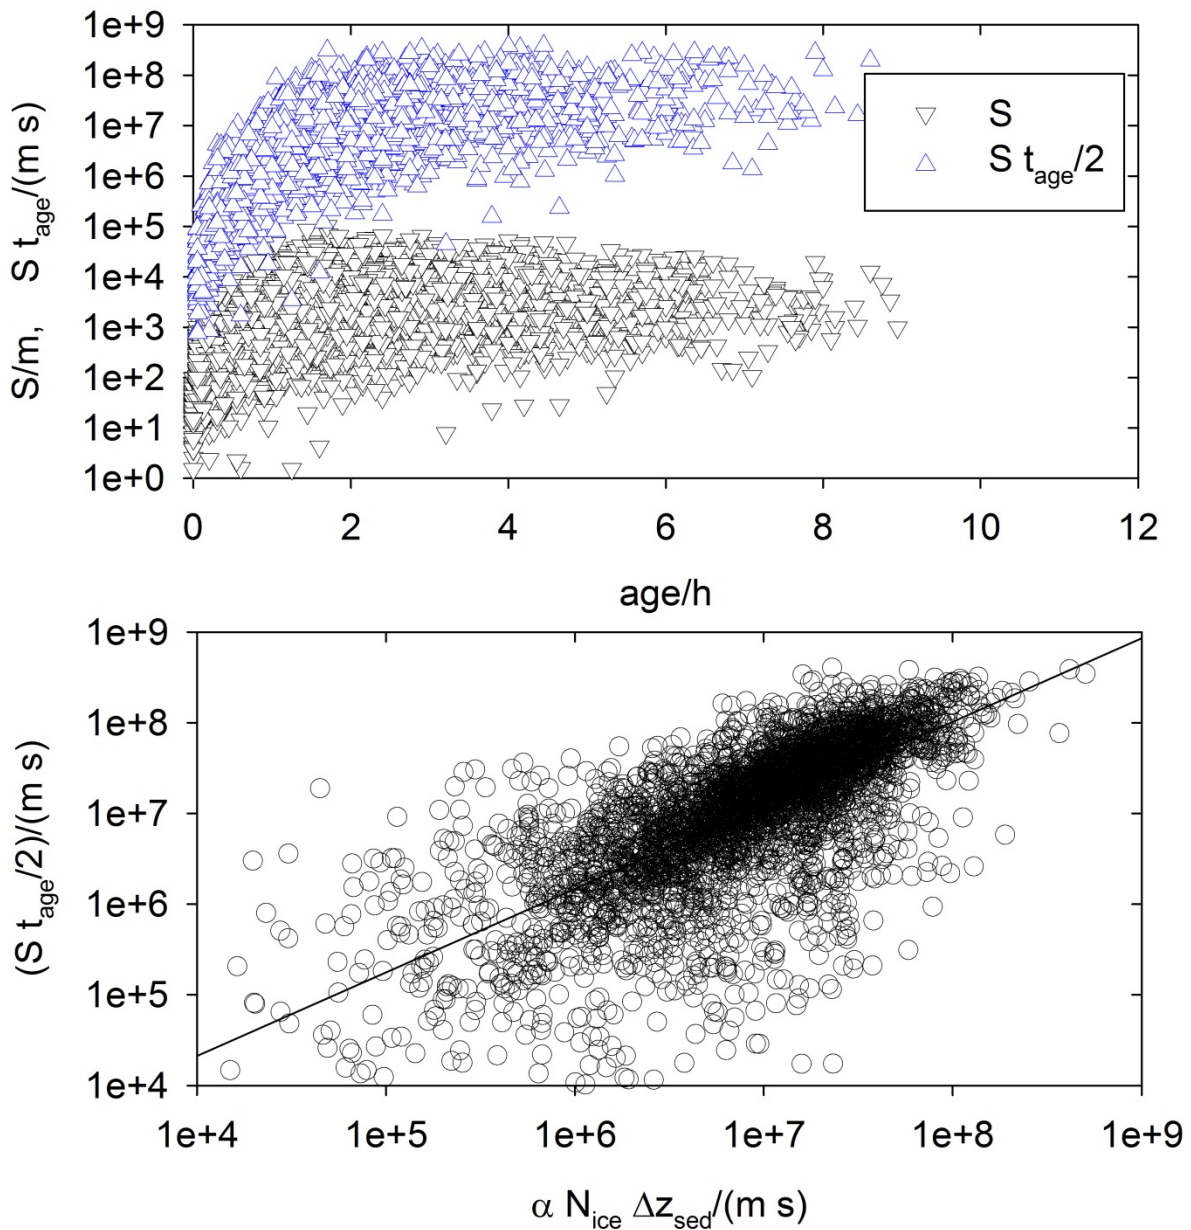 1e+9
1e+8
1e+7
1e+6
1e+5
1e+4
1e+3
1e+2
1e+1
1e+0
S/m, S t_age/(m s)
S
S t_age/2
0 2 4 6 8 10 12
age/h
1e+9
1e+8
1e+7
1e+6
1e+5
1e+4
(S t_age/2)/(m s)
1e+4 1e+5 1e+6 1e+7 1e+8 1e+9
α N_ice Δz_sed/(m s)